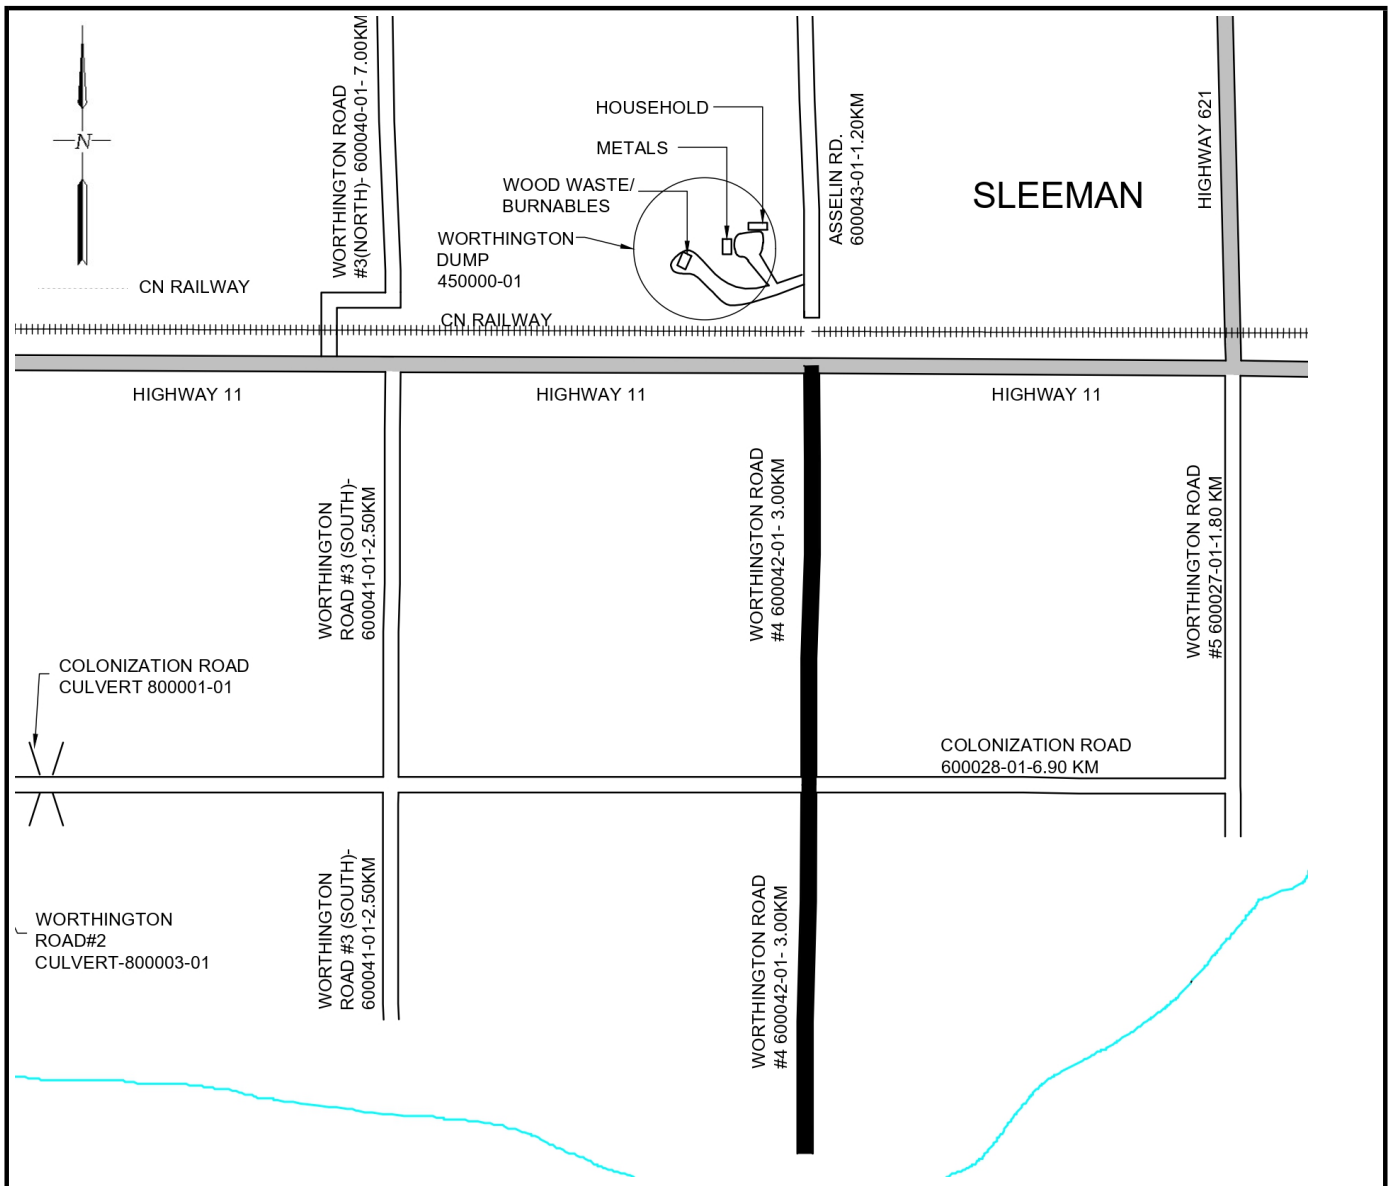 WORTHINGTON ROAD
#3(NORTH)- 600040-01- 7.00KM
N
CN RAILWAY
HOUSEHOLD
METALS
WOOD WASTE/
BURNABLES
WORTHINGTON
DUMP
450000-01
CN RAILWAY
ASSELIN RD.
600043-01-1.20KM
SLEEMAN
HIGHWAY 621
HIGHWAY 11
HIGHWAY 11
HIGHWAY 11
WORTHINGTON
ROAD #3 (SOUTH)-
600041-01-2.50KM
WORTHINGTON ROAD
#4 600042-01- 3.00KM
WORTHINGTON ROAD
#5 600027-01-1.80 KM
COLONIZATION ROAD
CULVERT 800001-01
COLONIZATION ROAD
600028-01-6.90 KM
WORTHINGTON
ROAD#2
CULVERT-800003-01
WORTHINGTON
ROAD #3 (SOUTH)-
600041-01-2.50KM
WORTHINGTON ROAD
#4 600042-01- 3.00KM